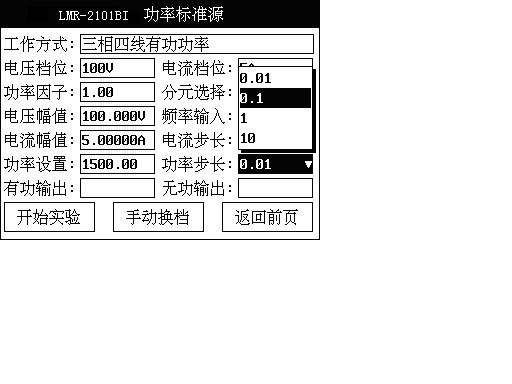 LMR-2101BI 功率标准源
工作方式: 三相四线有功功率
电压档位: 100V 电流档位:
0.01
功率因子: 1.00 分元选择: 0.1
电压幅值: 100.000V 频率输入: 1
电流幅值: 5.00000A 电流步长: 10
功率设置: 1500.00 功率步长: 0.01
有功输出: 无功输出:
开始实验 手动换档 返回前页